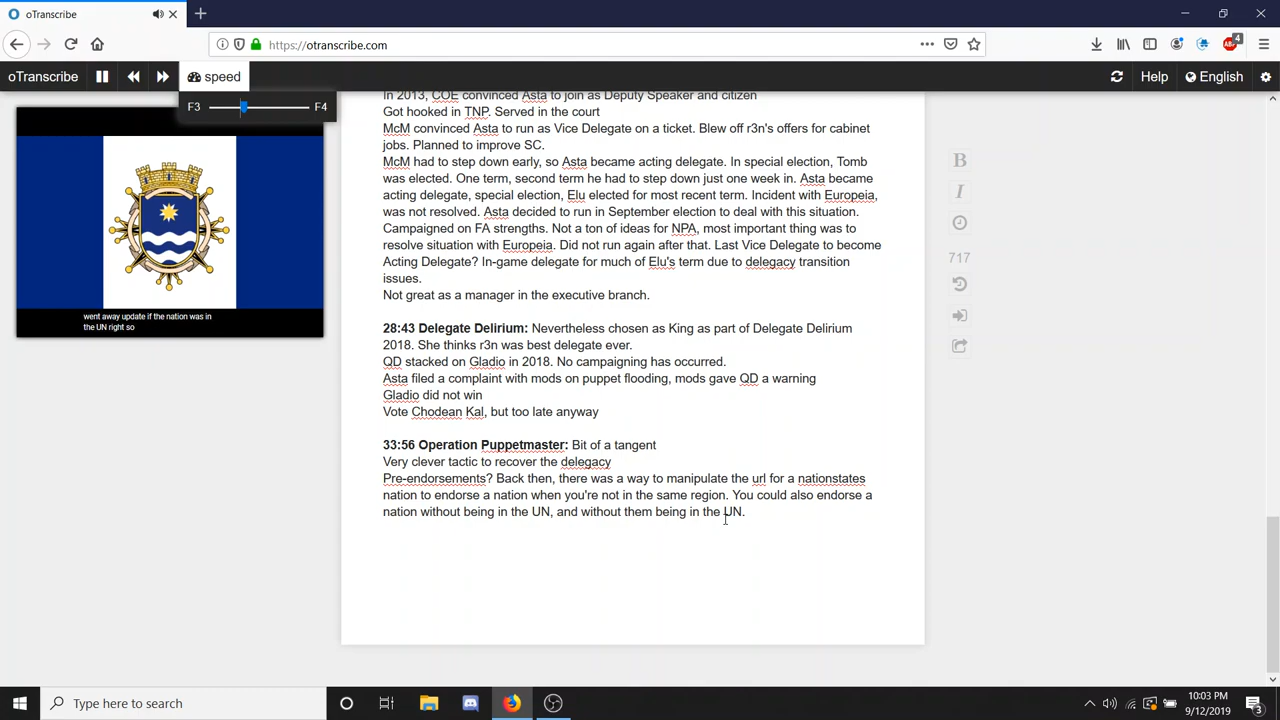 oTranscribe
https://otranscribe.com
4
oTranscribe
speed
Help
English
F3
F4
In 2013, COE convinced Asta to join as Deputy Speaker and citizen
Got hooked in TNP. Served in the court
McM convinced Asta to run as Vice Delegate on a ticket. Blew off r3n's offers for cabinet
jobs. Planned to improve SC.
McM had to step down early, so Asta became acting delegate. In special election, Tomb
was elected. One term, second term he had to step down just one week in. Asta became
acting delegate, special election, Elu elected for most recent term. Incident with Europeia,
was not resolved. Asta decided to run in September election to deal with this situation.
Campaigned on FA strengths. Not a ton of ideas for NPA, most important thing was to
resolve situation with Europeia. Did not run again after that. Last Vice Delegate to become
Acting Delegate? In-game delegate for much of Elu's term due to delegacy transition
issues.
Not great as a manager in the executive branch.
28:43 Delegate Delirium: Nevertheless chosen as King as part of Delegate Delirium
2018. She thinks r3n was best delegate ever.
QD stacked on Gladio in 2018. No campaigning has occurred.
Asta filed a complaint with mods on puppet flooding, mods gave QD a warning
Gladio did not win
Vote Chodean Kal, but too late anyway
33:56 Operation Puppetmaster: Bit of a tangent
Very clever tactic to recover the delegacy
Pre-endorsements? Back then, there was a way to manipulate the url for a nationstates
nation to endorse a nation when you're not in the same region. You could also endorse a
nation without being in the UN, and without them being in the UN.
went away update if the nation was in
the UN right so
B
I
717
Type here to search
10:03 PM
9/12/2019
3